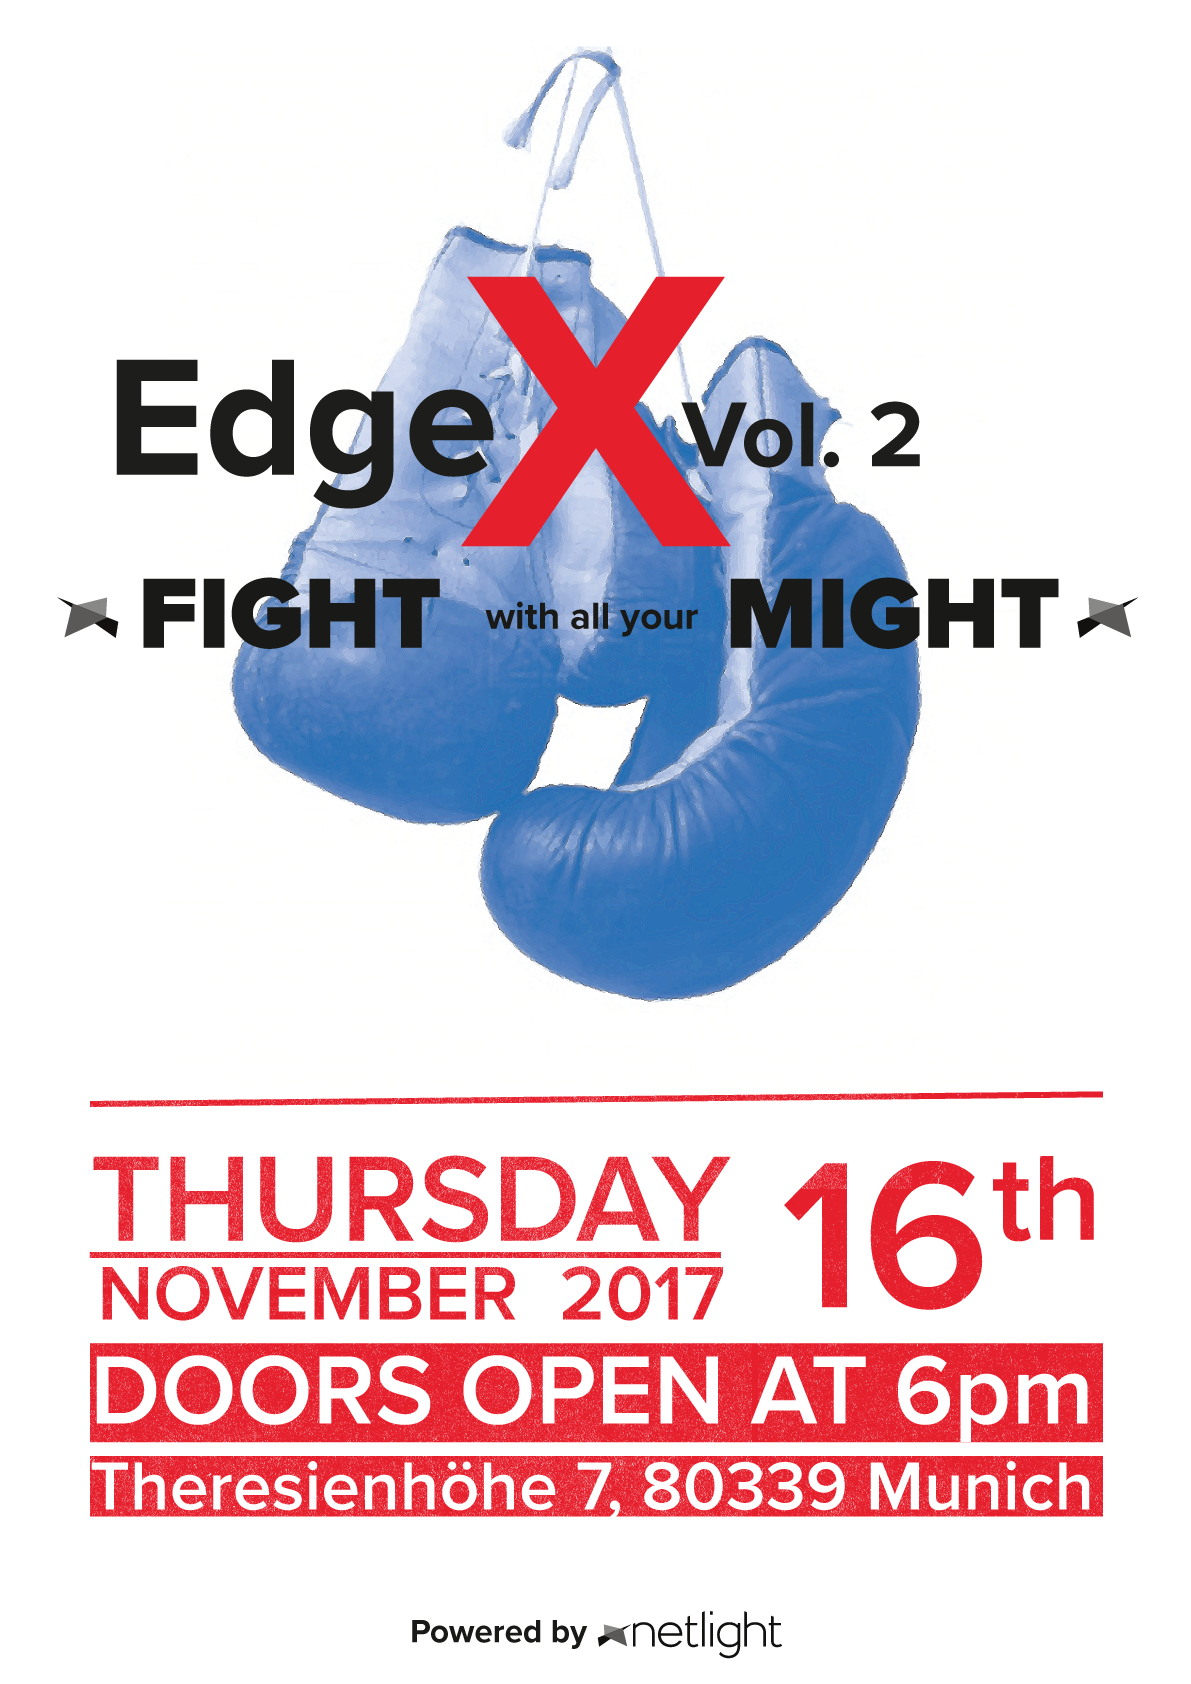 EdgeX Vol. 2
FIGHT with all your MIGHT
THURSDAY 16th
NOVEMBER 2017
DOORS OPEN AT 6pm
Theresienhöhe 7, 80339 Munich
Powered by netlight